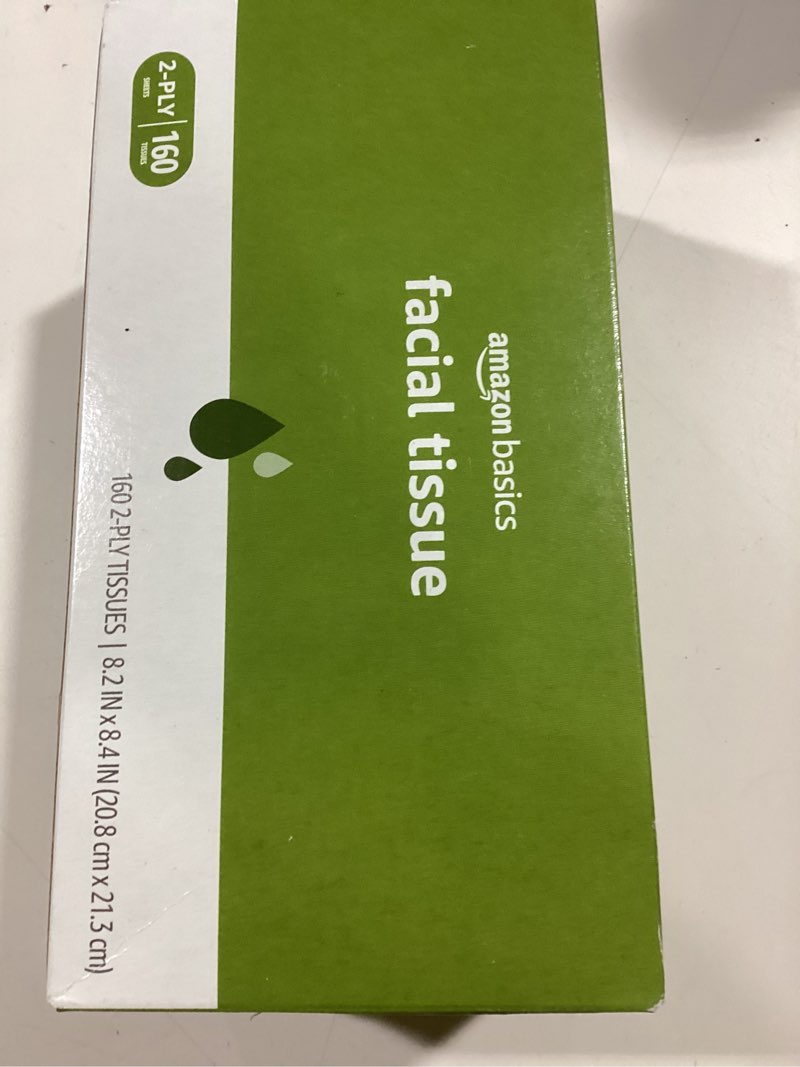 amazon basics
facial tissue
2-PLY | 160
SHEETS TISSUES
160 2-PLY TISSUES | 8.2 IN x 8.4 IN (20.8 cm x 21.3 cm)